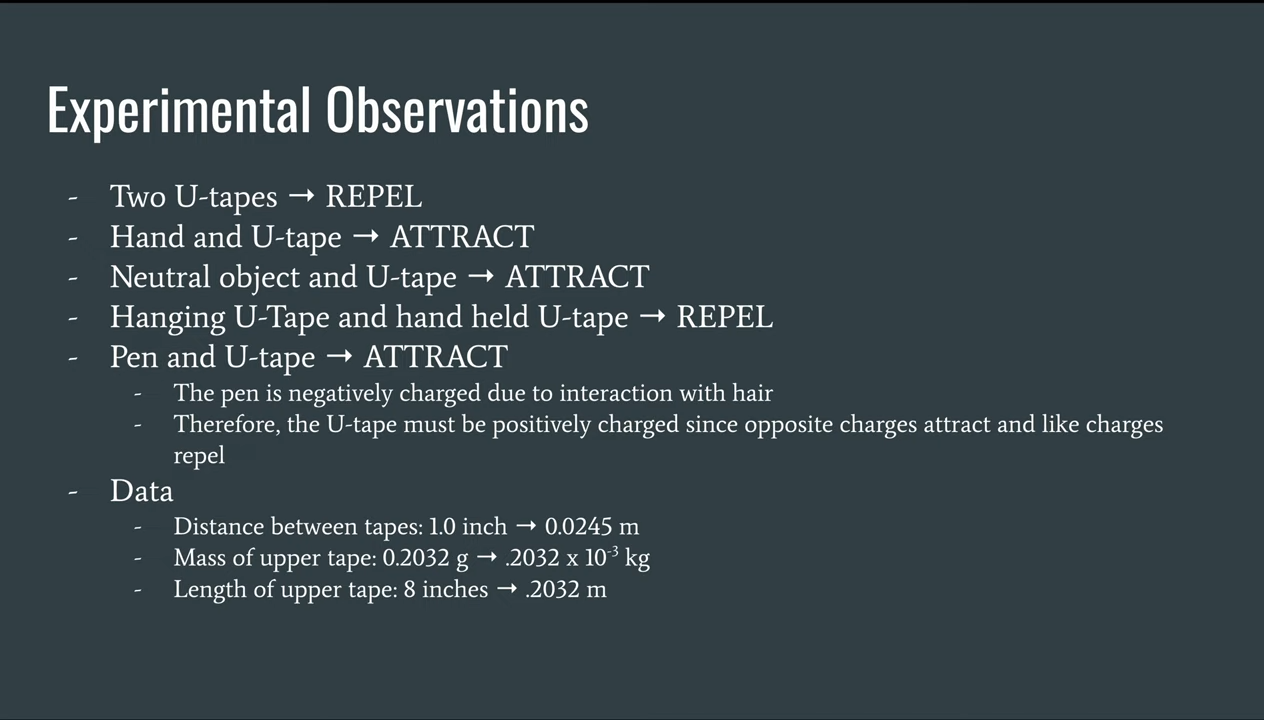 Experimental Observations
- Two U-tapes → REPEL
- Hand and U-tape → ATTRACT
- Neutral object and U-tape → ATTRACT
- Hanging U-Tape and hand held U-tape → REPEL
- Pen and U-tape → ATTRACT
- The pen is negatively charged due to interaction with hair
- Therefore, the U-tape must be positively charged since opposite charges attract and like charges
repel
- Data
- Distance between tapes: 1.0 inch → 0.0245 m
- Mass of upper tape: 0.2032 g → .2032 x 10⁻³ kg
- Length of upper tape: 8 inches → .2032 m